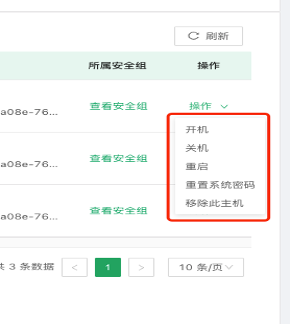 刷新
所属安全组 操作
a08e-76... 查看安全组 操作
开机
关机
重启
a08e-76... 查看安全组
重置系统密码
移除此主机
a08e-76... 查看安全组
共 3 条数据 < 1 > 10 条/页